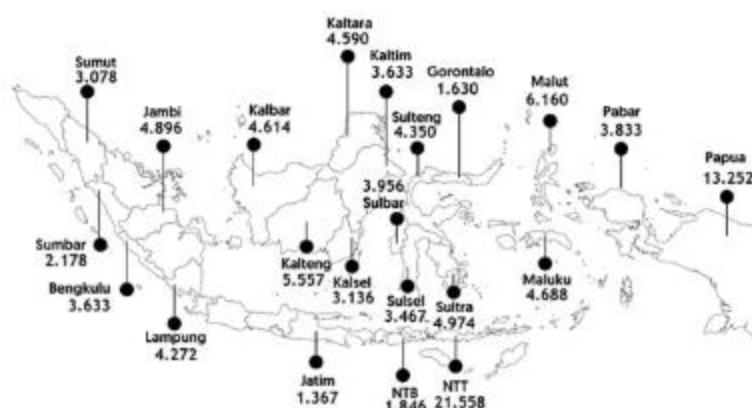 Kaltara
4.590
Sumut
3.078
Kaltim
3.633
Gorontalo
1.630
Malut
6.160
Jambi
4.896
Kalbar
4.614
Sulteng
4.350
Pabar
3.833
Papua
13.252
3.956
Sulbar
Sumbar
2.178
Kalteng
5.557
Kalsel
3.136
Maluku
4.688
Bengkulu
3.633
Sulsel
3.467
Sultra
4.974
Lampung
4.272
Jatim
1.367
NTB
1.846
NTT
21.558